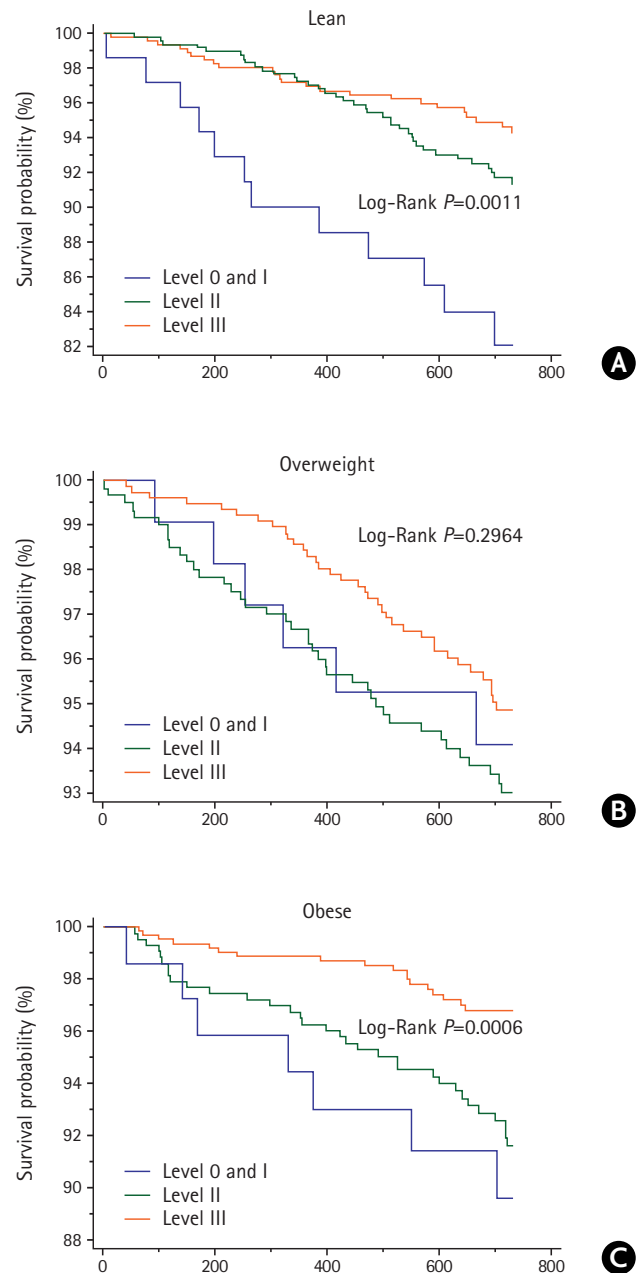 Lean
Survival probability (%)
100
98
96
94
92
90
88
86
84
82
Log-Rank P=0.0011
Level 0 and I
Level II
Level III
0 200 400 600 800
A
Overweight
Survival probability (%)
100
99
98
97
96
95
94
93
Log-Rank P=0.2964
Level 0 and I
Level II
Level III
0 200 400 600 800
B
Obese
Survival probability (%)
100
98
96
94
92
90
88
Log-Rank P=0.0006
Level 0 and I
Level II
Level III
0 200 400 600 800
C